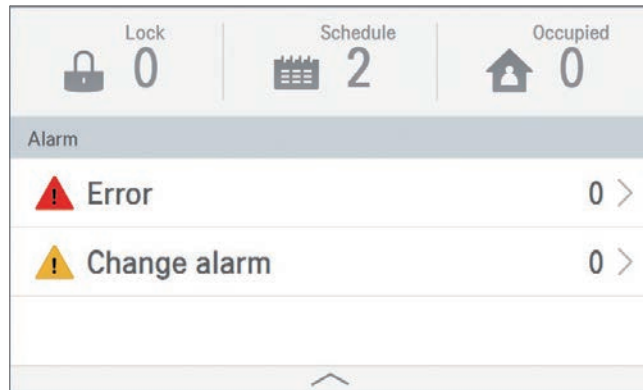 Lock
0
Schedule
2
Occupied
0
Alarm
! Error 0 >
! Change alarm 0 >